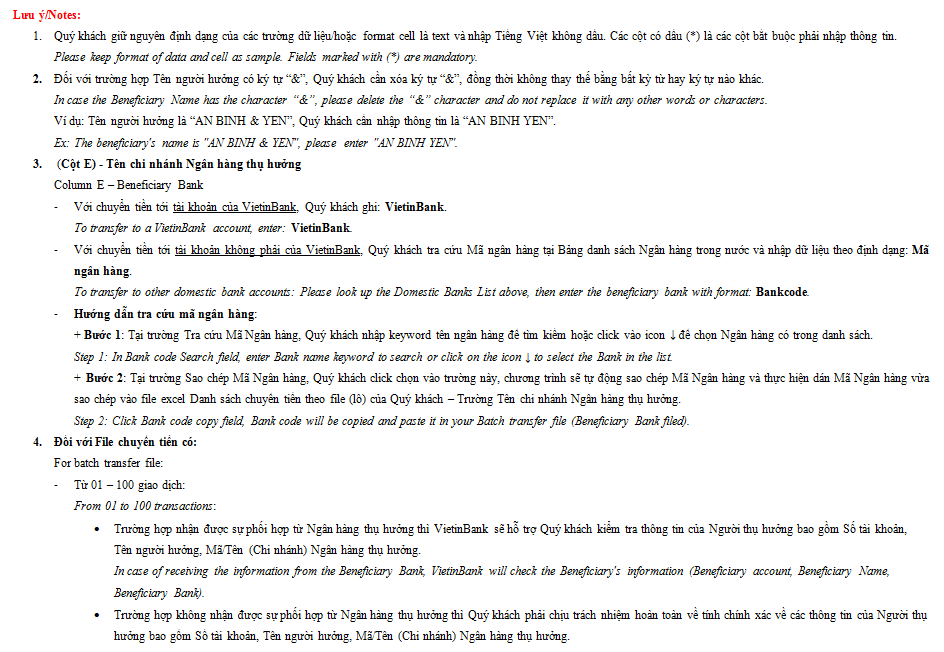 Lưu ý/Notes:
1. Quý khách giữ nguyên định dạng của các trường dữ liệu/hoặc format cell là text và nhập Tiếng Việt không dấu. Các cột có dấu (*) là các cột bắt buộc phải nhập thông tin.
Please keep format of data and cell as sample. Fields marked with (*) are mandatory.
2. Đối với trường hợp Tên người hưởng có ký tự “&”, Quý khách cần xóa ký tự “&”, đồng thời không thay thế bằng bất kỳ từ hay ký tự nào khác.
In case the Beneficiary Name has the character “&”, please delete the “&” character and do not replace it with any other words or characters.
Ví dụ: Tên người hưởng là “AN BINH & YEN”, Quý khách cần nhập thông tin là “AN BINH YEN”.
Ex: The beneficiary's name is "AN BINH & YEN", please enter "AN BINH YEN".
3. (Cột E) - Tên chi nhánh Ngân hàng thụ hưởng
Column E – Beneficiary Bank
- Với chuyển tiền tới tài khoản của VietinBank, Quý khách ghi: VietinBank.
To transfer to a VietinBank account, enter: VietinBank.
- Với chuyển tiền tới tài khoản không phải của VietinBank, Quý khách tra cứu Mã ngân hàng tại Bảng danh sách Ngân hàng trong nước và nhập dữ liệu theo định dạng: Mã
ngân hàng.
To transfer to other domestic bank accounts: Please look up the Domestic Banks List above, then enter the beneficiary bank with format: Bankcode.
- Hướng dẫn tra cứu mã ngân hàng:
+ Bước 1: Tại trường Tra cứu Mã Ngân hàng, Quý khách nhập keyword tên ngân hàng để tìm kiếm hoặc click vào icon ↓ để chọn Ngân hàng có trong danh sách.
Step 1: In Bank code Search field, enter Bank name keyword to search or click on the icon ↓ to select the Bank in the list.
+ Bước 2: Tại trường Sao chép Mã Ngân hàng, Quý khách click chọn vào trường này, chương trình sẽ tự động sao chép Mã Ngân hàng và thực hiện dán Mã Ngân hàng vừa
sao chép vào file excel Danh sách chuyển tiền theo file (lô) của Quý khách – Trường Tên chi nhánh Ngân hàng thụ hưởng.
Step 2: Click Bank code copy field, Bank code will be copied and paste it in your Batch transfer file (Beneficiary Bank filed).
4. Đối với File chuyển tiền có:
For batch transfer file:
- Từ 01 – 100 giao dịch:
From 01 to 100 transactions:
• Trường hợp nhận được sự phối hợp từ Ngân hàng thụ hưởng thì VietinBank sẽ hỗ trợ Quý khách kiểm tra thông tin của Người thụ hưởng bao gồm Số tài khoản,
Tên người hưởng, Mã/Tên (Chi nhánh) Ngân hàng thụ hưởng.
In case of receiving the information from the Beneficiary Bank, VietinBank will check the Beneficiary's information (Beneficiary account, Beneficiary Name,
Beneficiary Bank).
• Trường hợp không nhận được sự phối hợp từ Ngân hàng thụ hưởng thì Quý khách phải chịu trách nhiệm hoàn toàn về tính chính xác về các thông tin của Người thụ
hưởng bao gồm Số tài khoản, Tên người hưởng, Mã/Tên (Chi nhánh) Ngân hàng thụ hưởng.